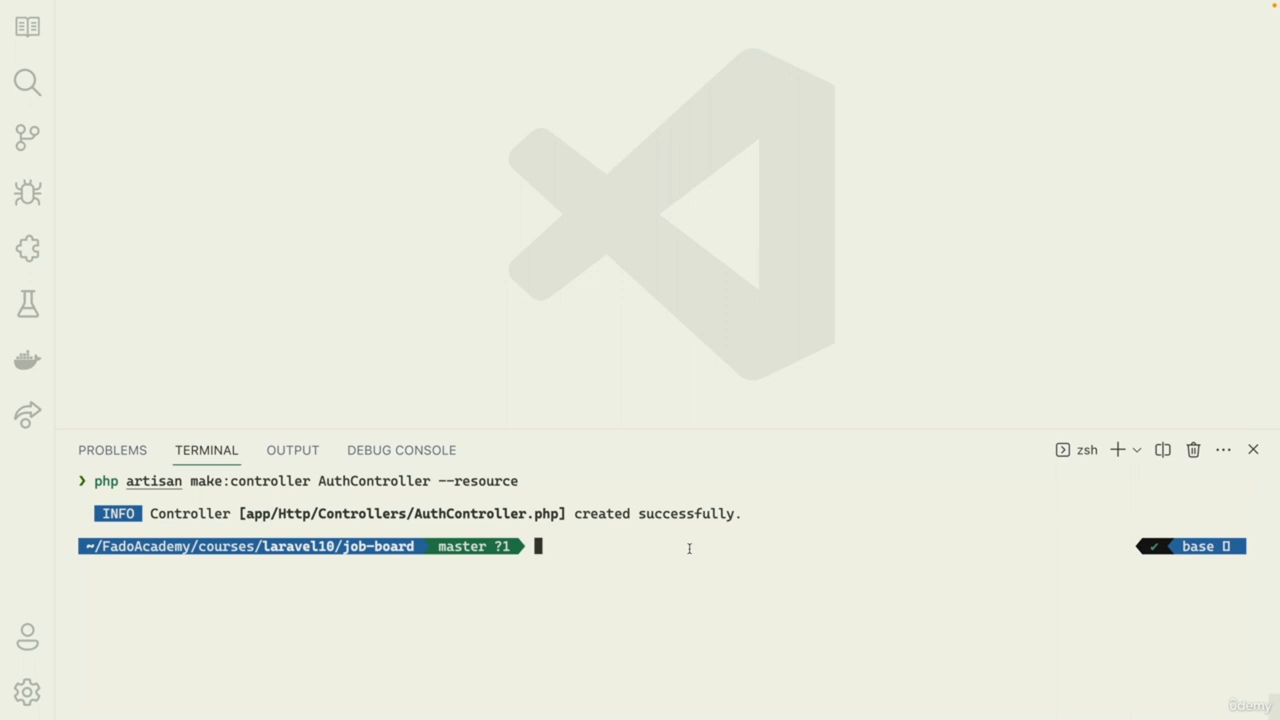 PROBLEMS TERMINAL OUTPUT DEBUG CONSOLE zsh
❯ php artisan make:controller AuthController --resource
INFO Controller [app/Http/Controllers/AuthController.php] created successfully.
~/FadoAcademy/courses/laravel10/job-board master ?1 ✓ base
ûdemy